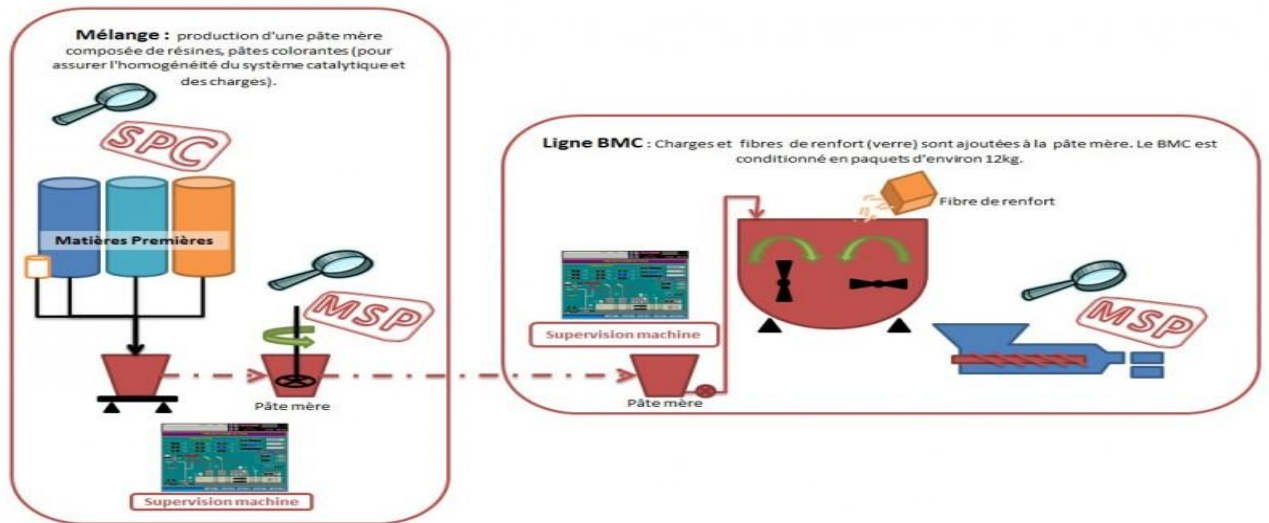 Mélange : production d'une pâte mère
composée de résines, pâtes colorantes (pour
assurer l'homogénéité du système catalytique et
des charges).
SPC
Matières Premières
MSP
Pâte mère
Supervision machine
Ligne BMC : Charges et fibres de renfort (verre) sont ajoutées à la pâte mère. Le BMC est
conditionné en paquets d'environ 12kg.
Fibre de renfort
Supervision machine
MSP
Pâte mère